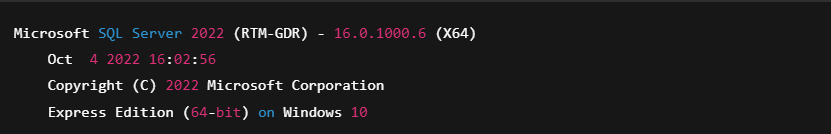 Microsoft SQL Server 2022 (RTM-GDR) - 16.0.1000.6 (X64)
Oct  4 2022 16:02:56
Copyright (C) 2022 Microsoft Corporation
Express Edition (64-bit) on Windows 10